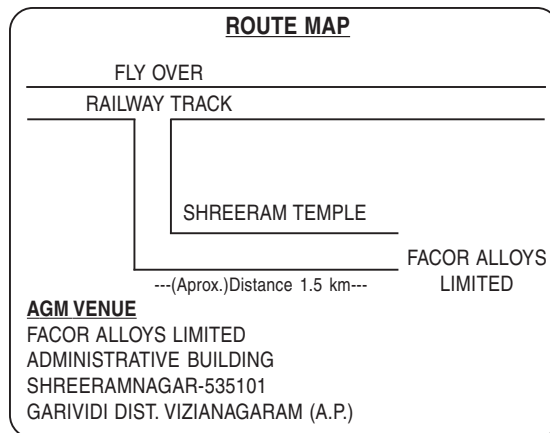 ROUTE MAP
FLY OVER
RAILWAY TRACK
SHREERAM TEMPLE
FACOR ALLOYS
LIMITED
---(Aprox.)Distance 1.5 km---
AGM VENUE
FACOR ALLOYS LIMITED
ADMINISTRATIVE BUILDING
SHREERAMNAGAR-535101
GARIVIDI DIST. VIZIANAGARAM (A.P.)